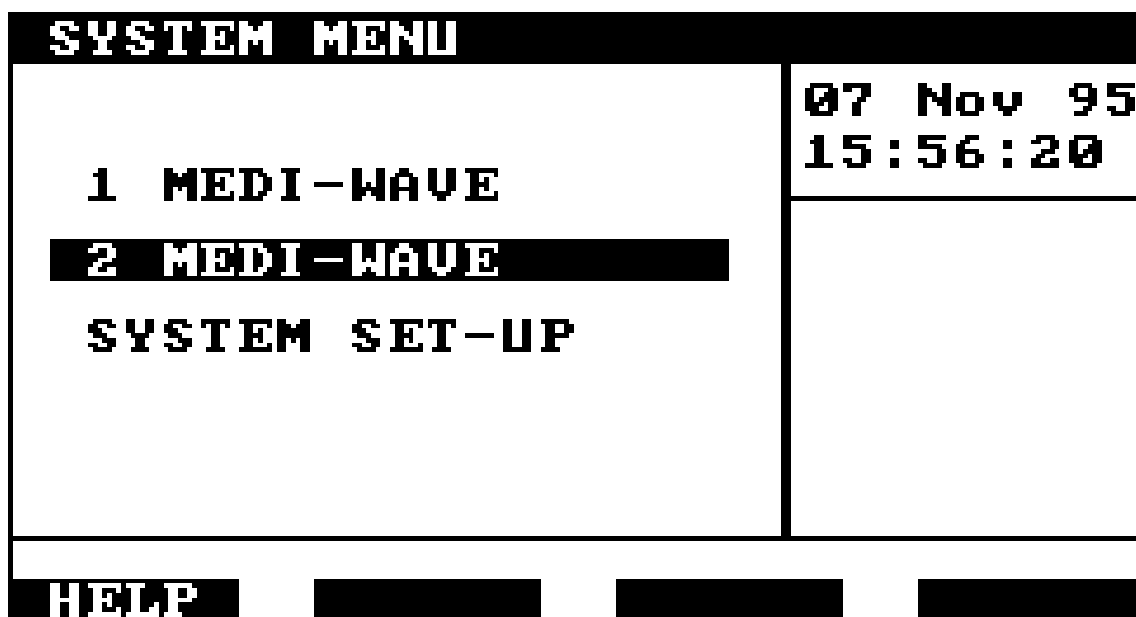 SYSTEM MENU
07 Nov 95
15:56:20
1 MEDI-WAVE
2 MEDI-WAVE
SYSTEM SET-UP
HELP